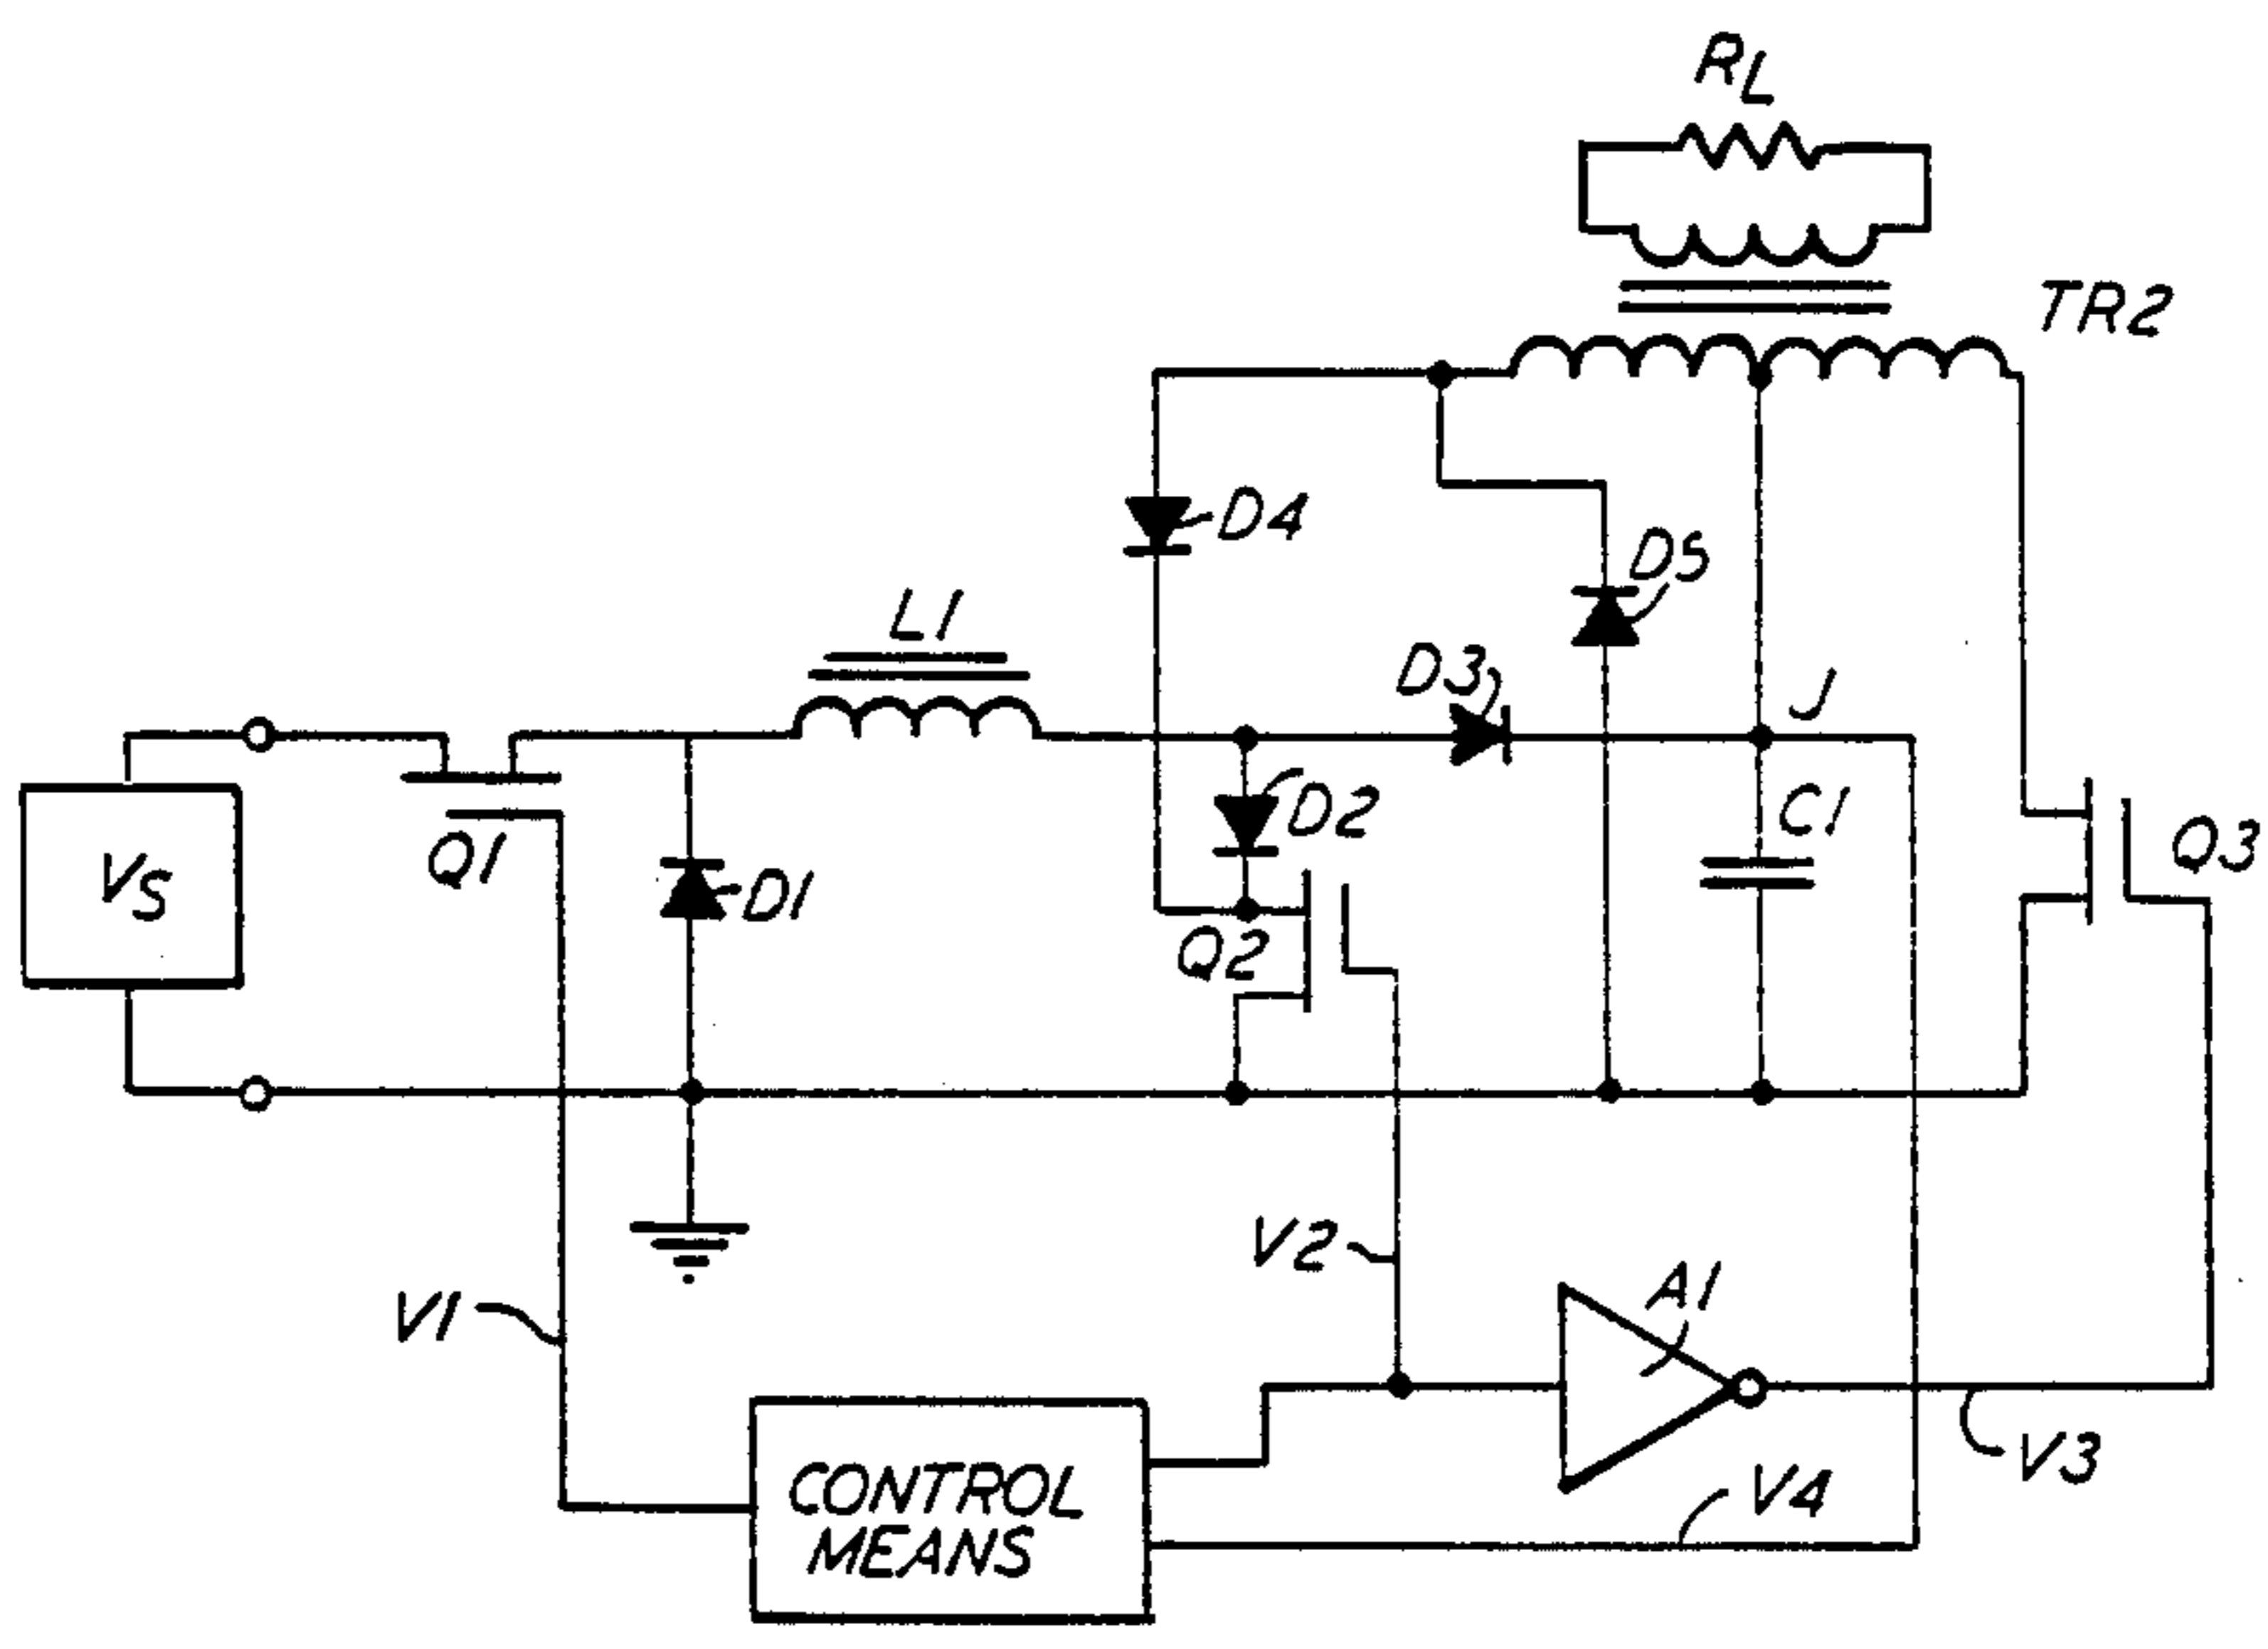 RL
TR2
D4
D5
L1
D3
J
D2
C1
Q3
VS
Q1
D1
Q2
V2
A1
V1
V3
V4
CONTROL
MEANS